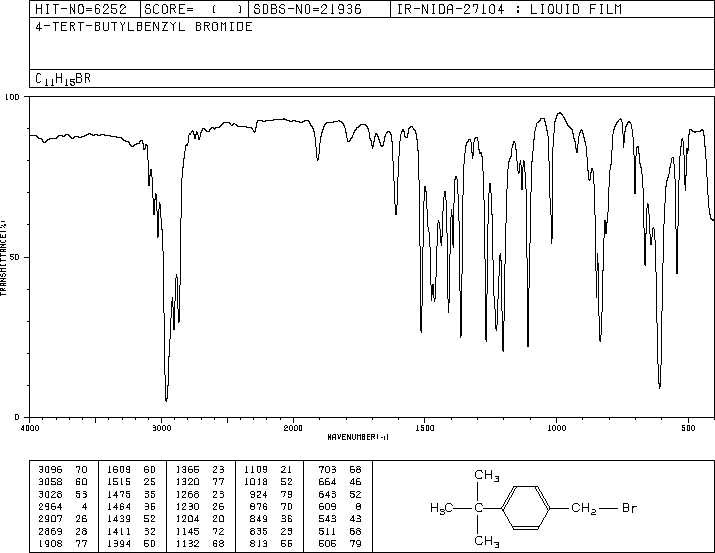 HIT-NO=6252 SCORE= ( ) SDBS-NO=21936 IR-NIDA-27104 : LIQUID FILM
4-TERT-BUTYLBENZYL BROMIDE
C11H15BR
100
50
0
TRANSMITTANCE(%)
4000 3000 2000 1500 1000 500
WAVENUMBER(-1)
3096 70 1609 60 1366 23 1109 21 703 68
3058 60 1515 25 1320 77 1018 52 664 46
3028 53 1475 35 1268 23 924 79 643 52
2964 4 1464 35 1230 26 876 70 609 8
2907 26 1439 52 1204 20 849 36 543 43
2869 28 1411 32 1145 72 835 23 511 68
1908 77 1394 50 1132 68 813 55 505 79
CH3
H3C CH2 Br
CH3